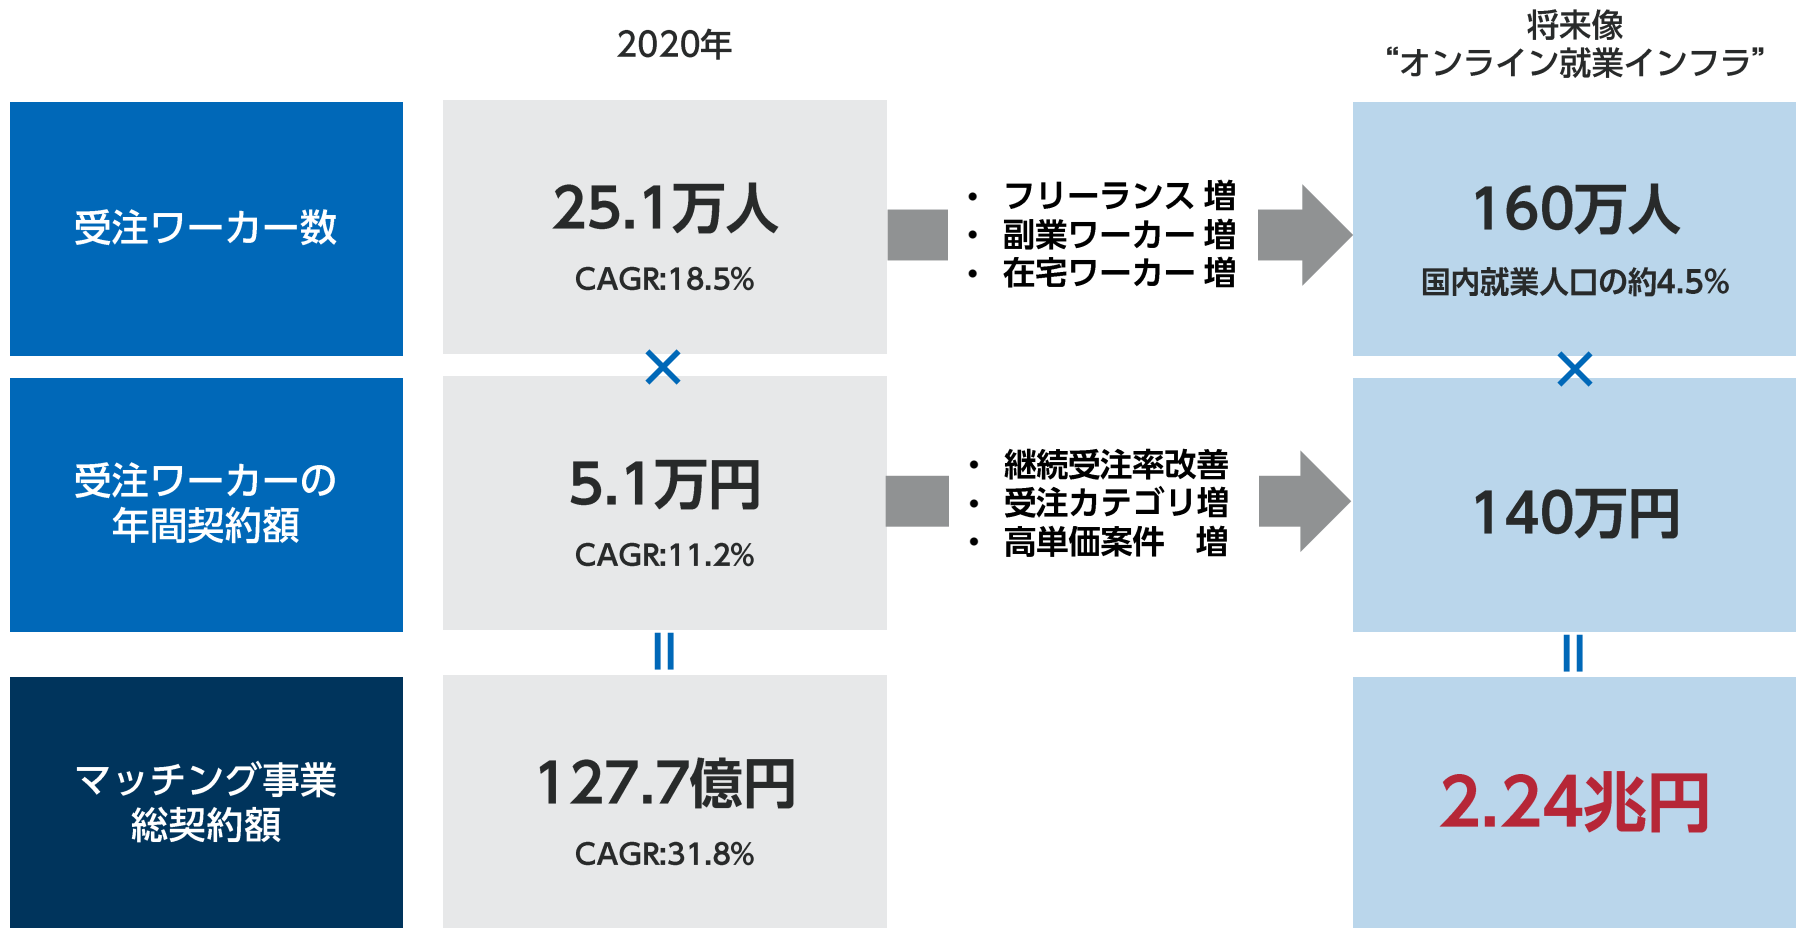 2020年
将来像
“オンライン就業インフラ”
受注ワーカー数
25.1万人
CAGR:18.5%
・ フリーランス 増
・ 副業ワーカー 増
・ 在宅ワーカー 増
160万人
国内就業人口の約4.5%
×
×
受注ワーカーの
年間契約額
5.1万円
CAGR:11.2%
・ 継続受注率改善
・ 受注カテゴリ増
・ 高単価案件　増
140万円
=
=
マッチング事業
総契約額
127.7億円
CAGR:31.8%
2.24兆円